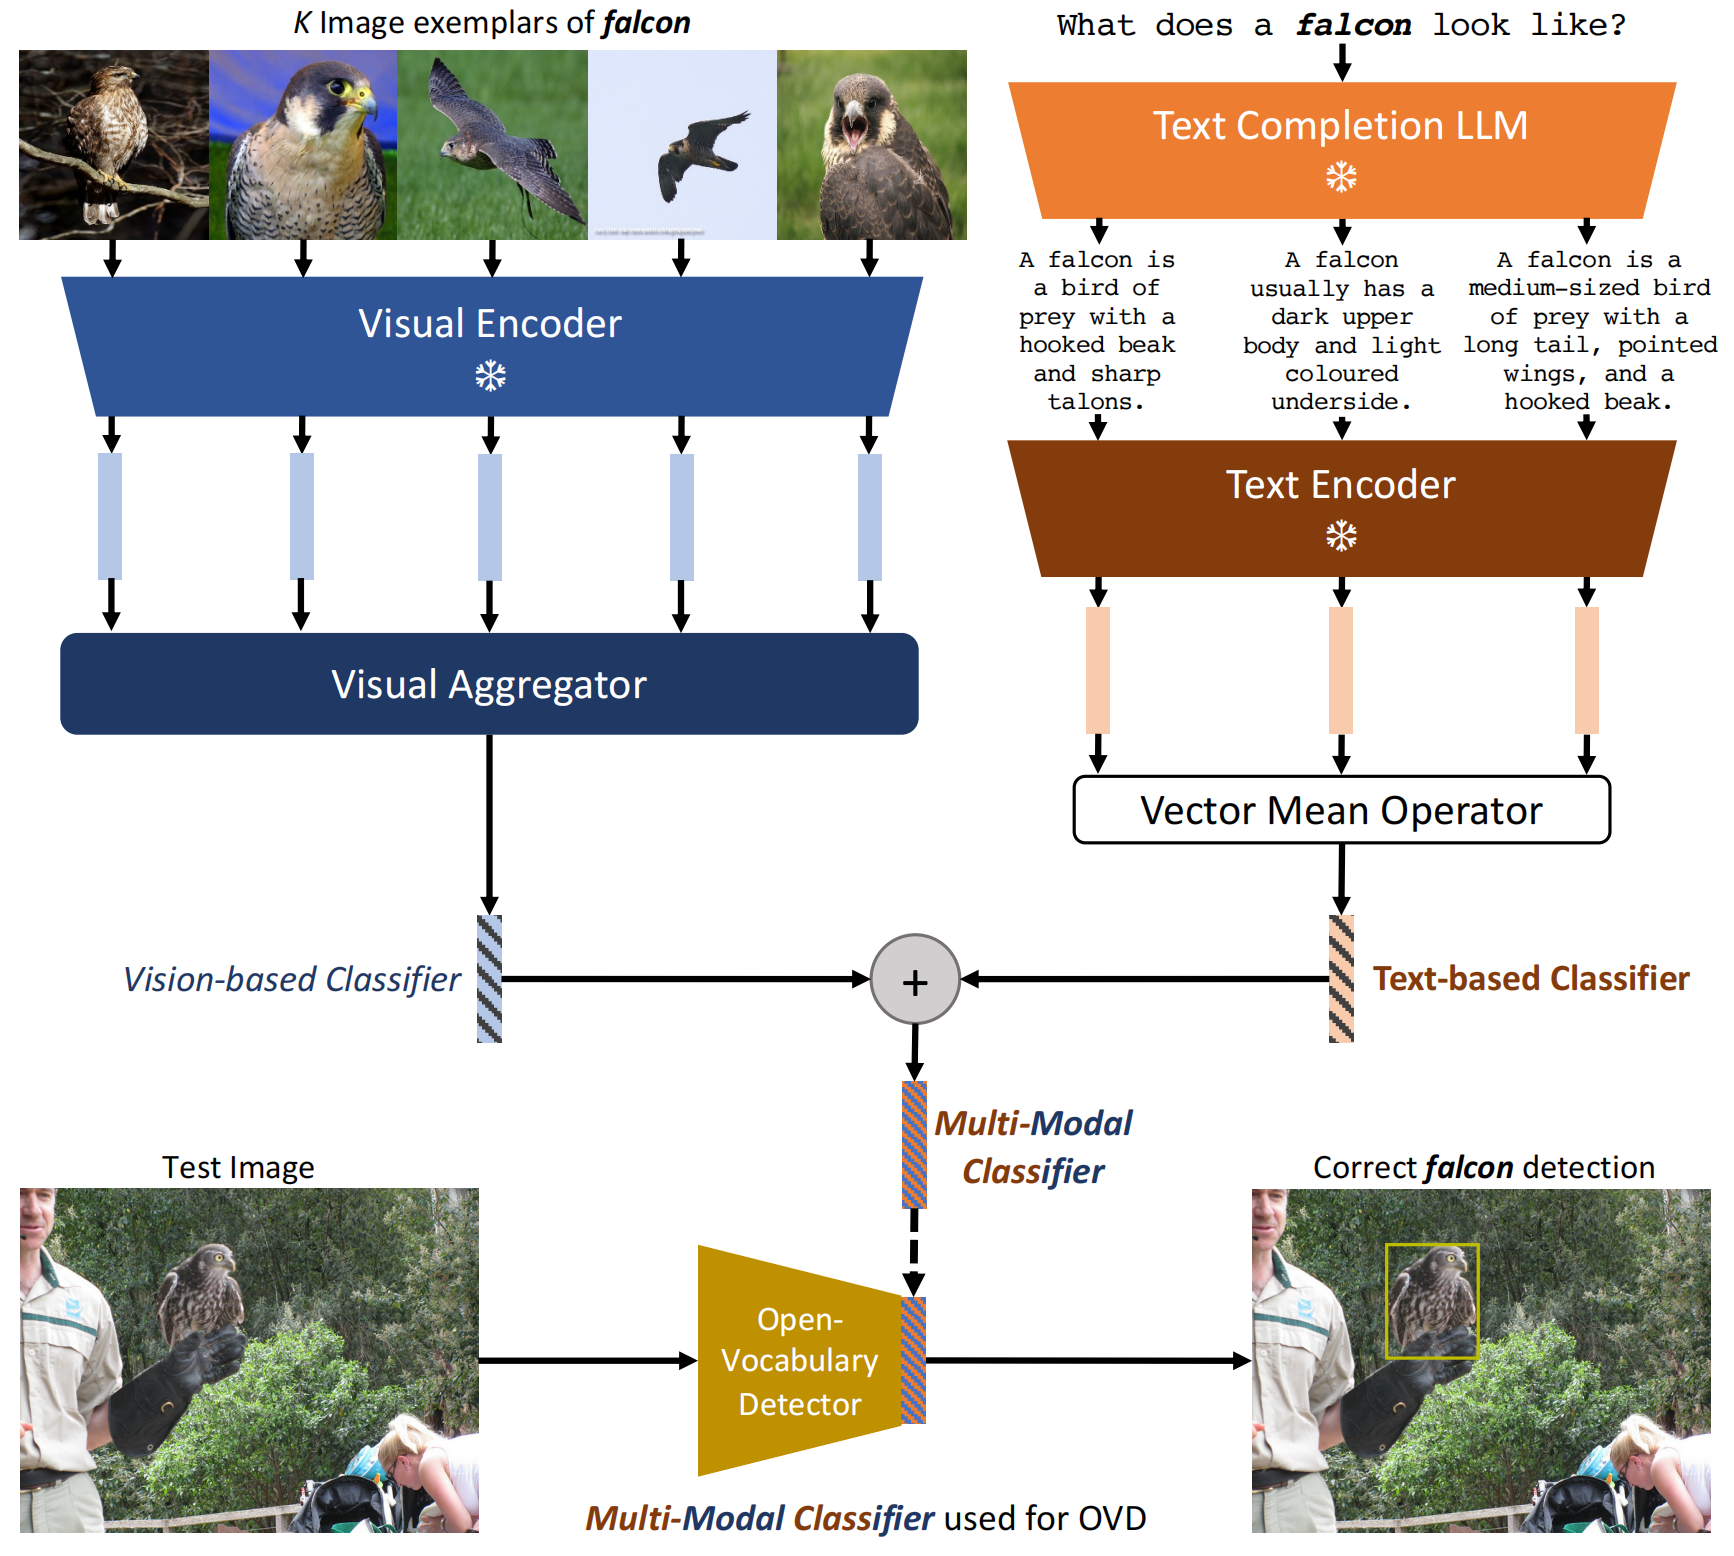 K Image exemplars of falcon
What does a falcon look like?
Text Completion LLM
A falcon is
a bird of
prey with a
hooked beak
and sharp
talons.
A falcon
usually has a
dark upper
body and light
coloured
underside.
A falcon is a
medium-sized bird
of prey with a
long tail, pointed
wings, and a
hooked beak.
Visual Encoder
Text Encoder
Visual Aggregator
Vector Mean Operator
Vision-based Classifier
+
Text-based Classifier
Multi-Modal
Classifier
Test Image
Open-
Vocabulary
Detector
Correct falcon detection
Multi-Modal Classifier used for OVD